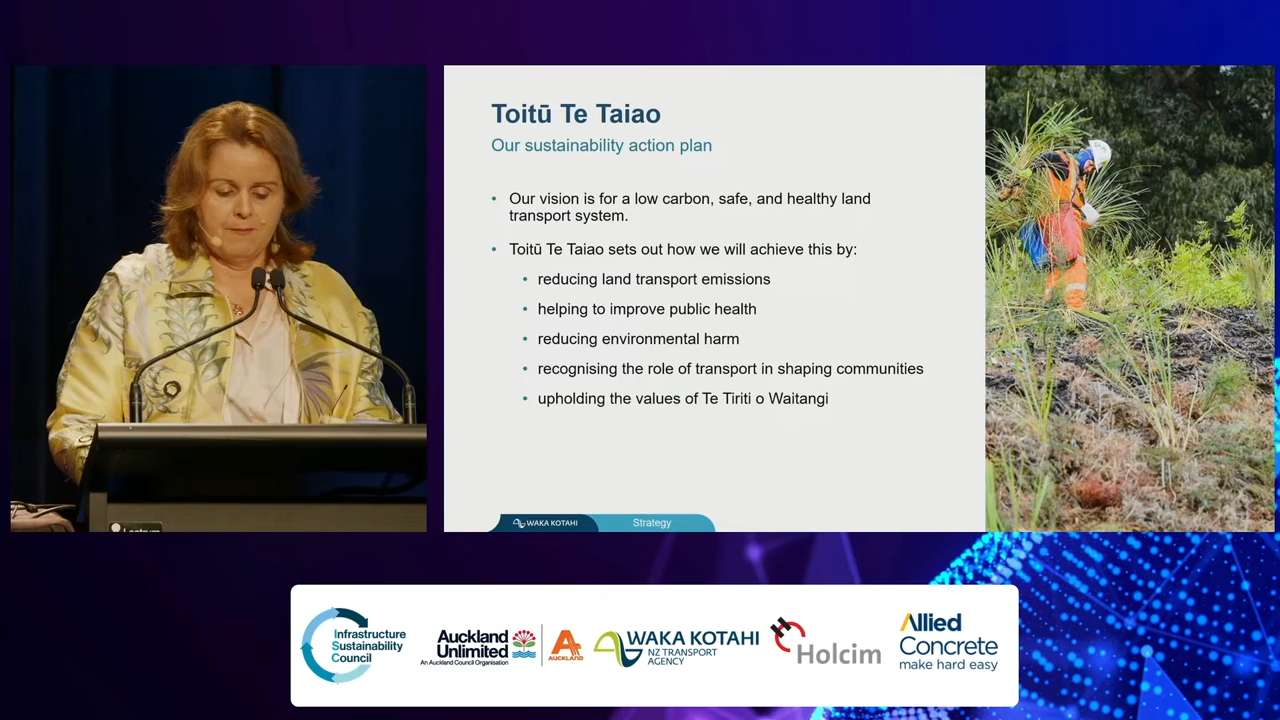 Toitū Te Taiao
Our sustainability action plan
• Our vision is for a low carbon, safe, and healthy land
transport system.
• Toitū Te Taiao sets out how we will achieve this by:
• reducing land transport emissions
• helping to improve public health
• reducing environmental harm
• recognising the role of transport in shaping communities
• upholding the values of Te Tiriti o Waitangi
WAKA KOTAHI
Strategy
Lectrum
Infrastructure
Sustainability
Council
Auckland
Unlimited
An Auckland Council Organisation
AUCKLAND
WAKA KOTAHI
NZ TRANSPORT
AGENCY
Holcim
Allied
Concrete
make hard easy